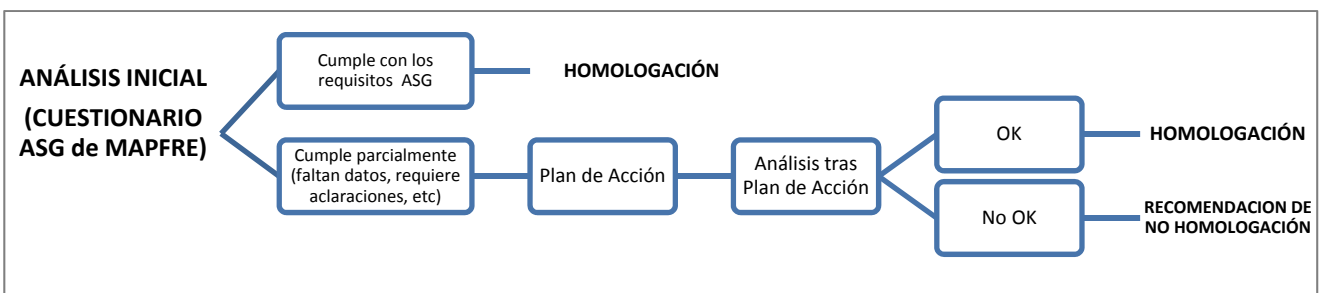 ANÁLISIS INICIAL
(CUESTIONARIO
ASG de MAPFRE)
Cumple con los
requisitos ASG
HOMOLOGACIÓN
Cumple parcialmente
(faltan datos, requiere
aclaraciones, etc)
Plan de Acción
Análisis tras
Plan de Acción
OK
HOMOLOGACIÓN
No OK
RECOMENDACION DE
NO HOMOLOGACIÓN